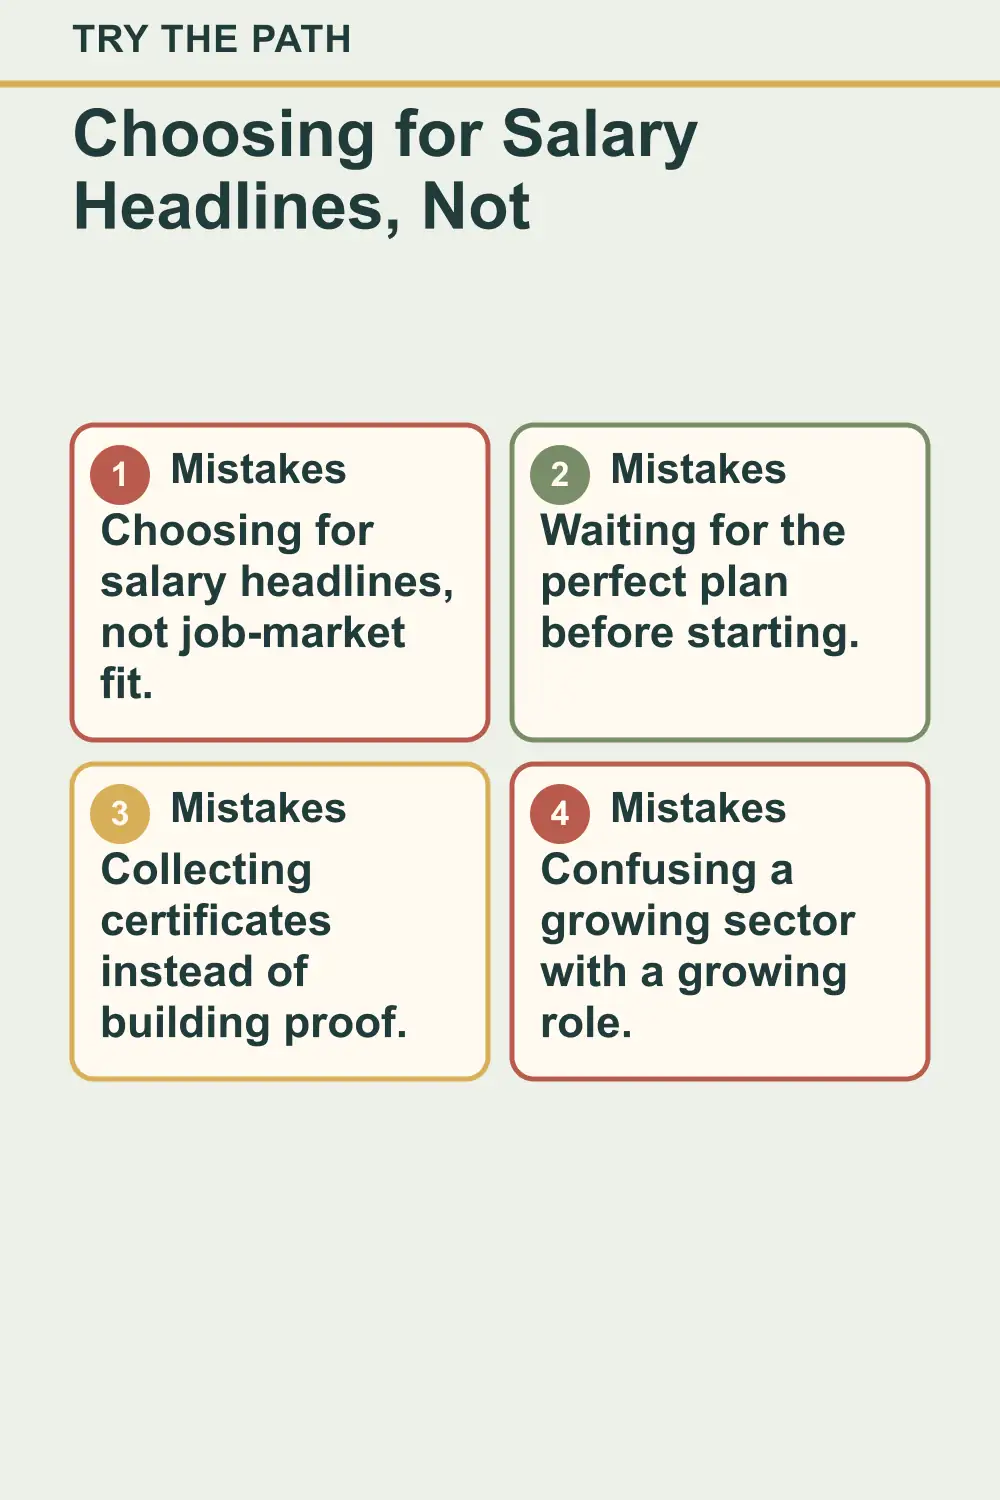 TRY THE PATH
Choosing for Salary
Headlines, Not
1 Mistakes
Choosing for
salary headlines,
not job-market
fit.
2 Mistakes
Waiting for the
perfect plan
before starting.
3 Mistakes
Collecting
certificates
instead of
building proof.
4 Mistakes
Confusing a
growing sector
with a growing
role.